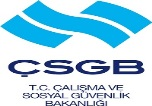 ÇSGB
T.C. ÇALIŞMA VE
SOSYAL GÜVENLİK
BAKANLIĞI